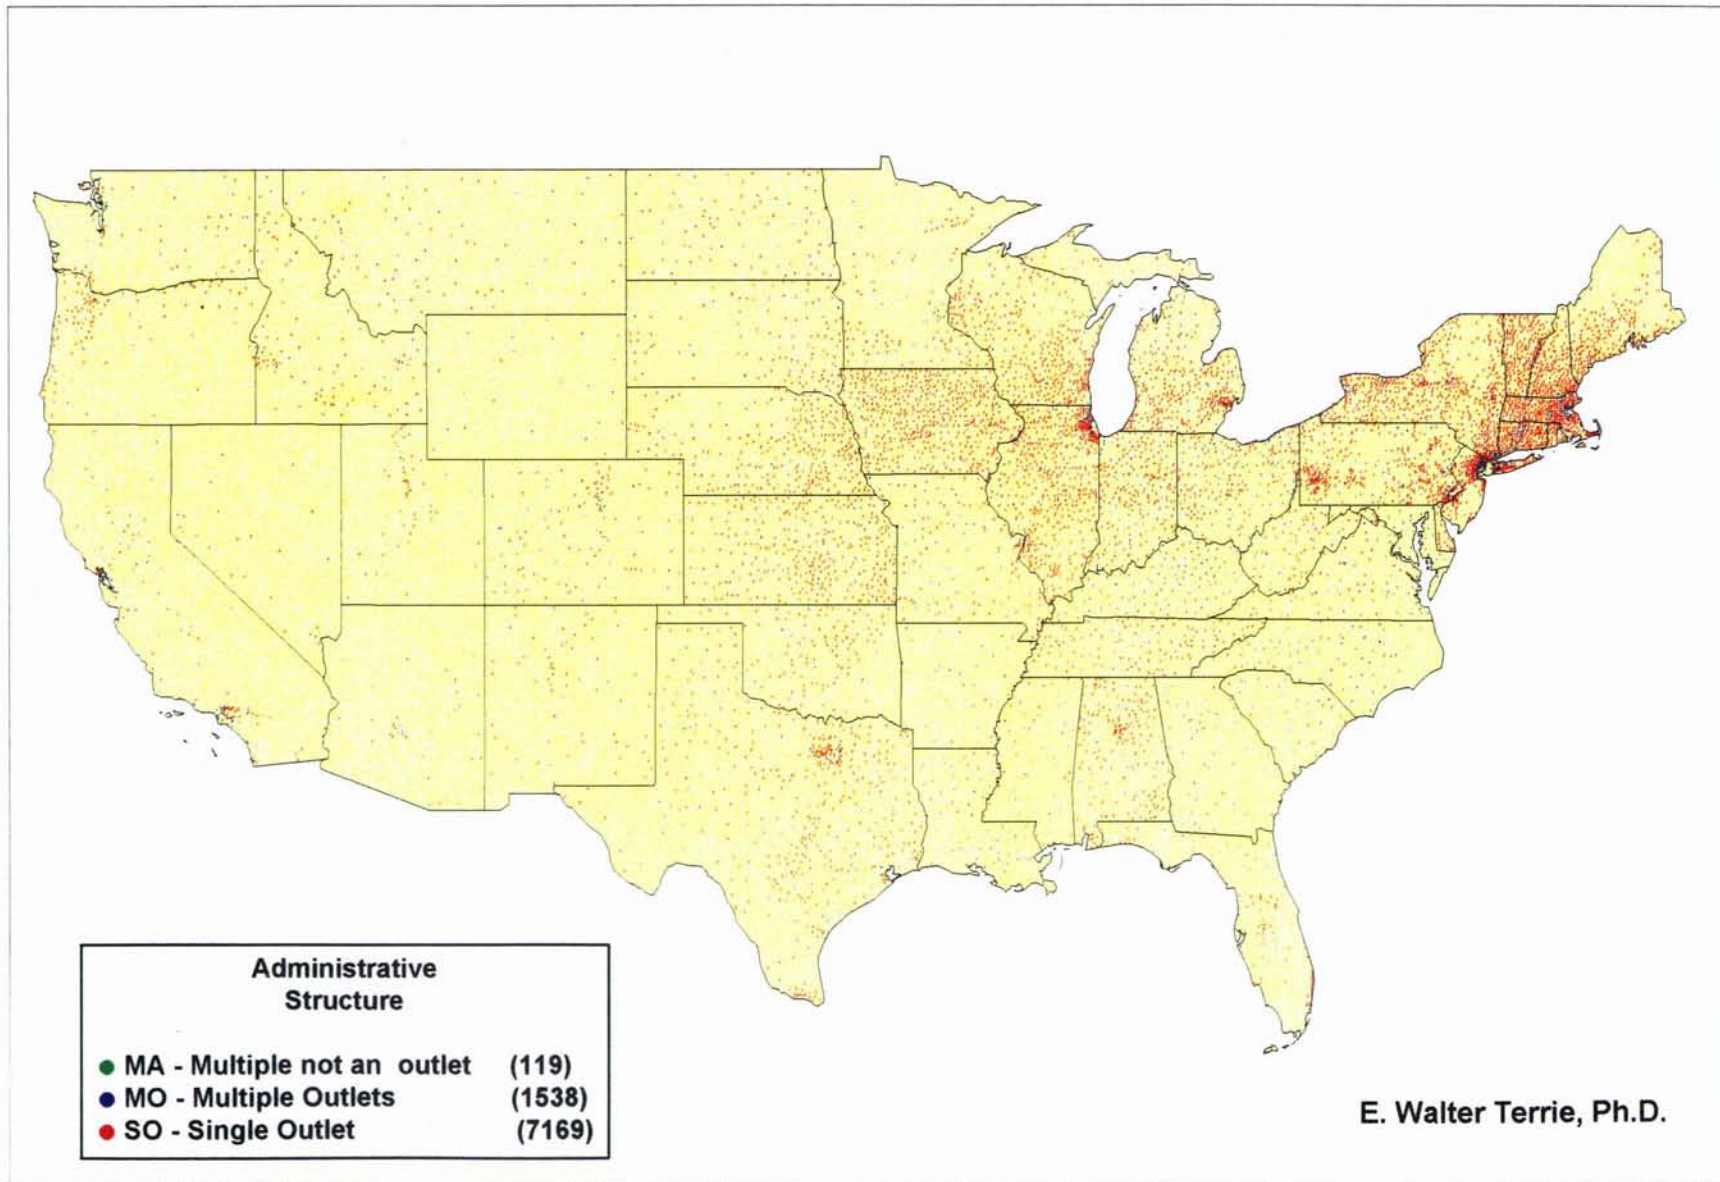 Administrative
Structure
MA - Multiple not an outlet (119)
MO - Multiple Outlets (1538)
SO - Single Outlet (7169)
E. Walter Terrie, Ph.D.